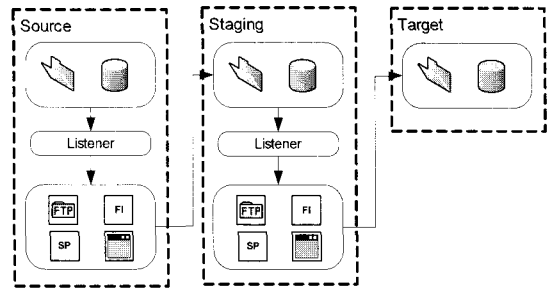 Source
Staging
Target
Listener
Listener
FTP
FI
FTP
FI
SP
SP